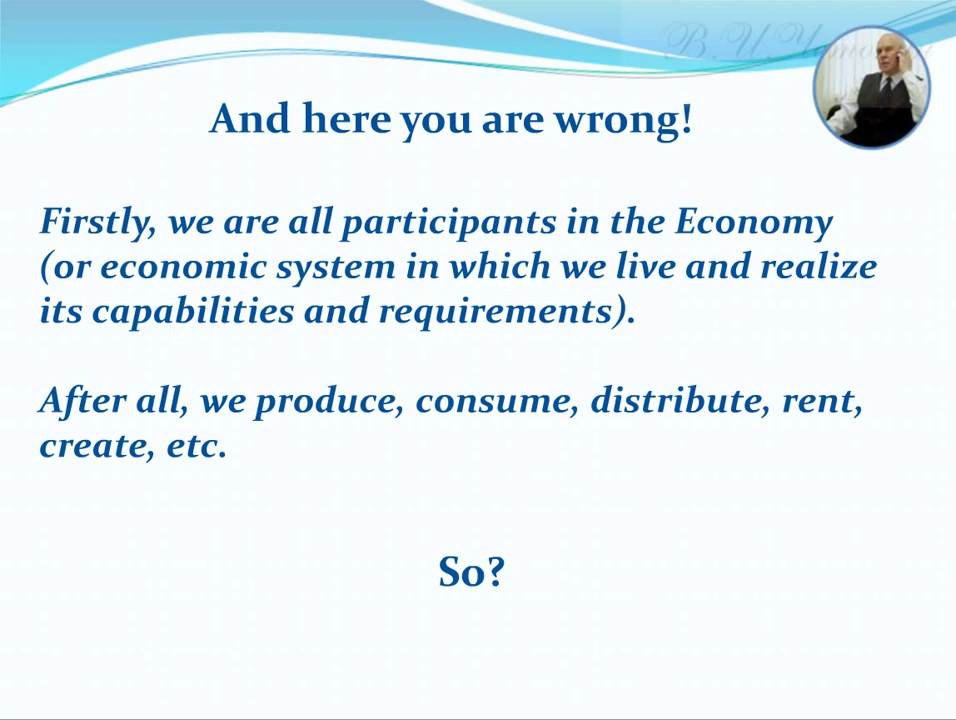 And here you are wrong!
Firstly, we are all participants in the Economy
(or economic system in which we live and realize
its capabilities and requirements).
After all, we produce, consume, distribute, rent,
create, etc.
So?